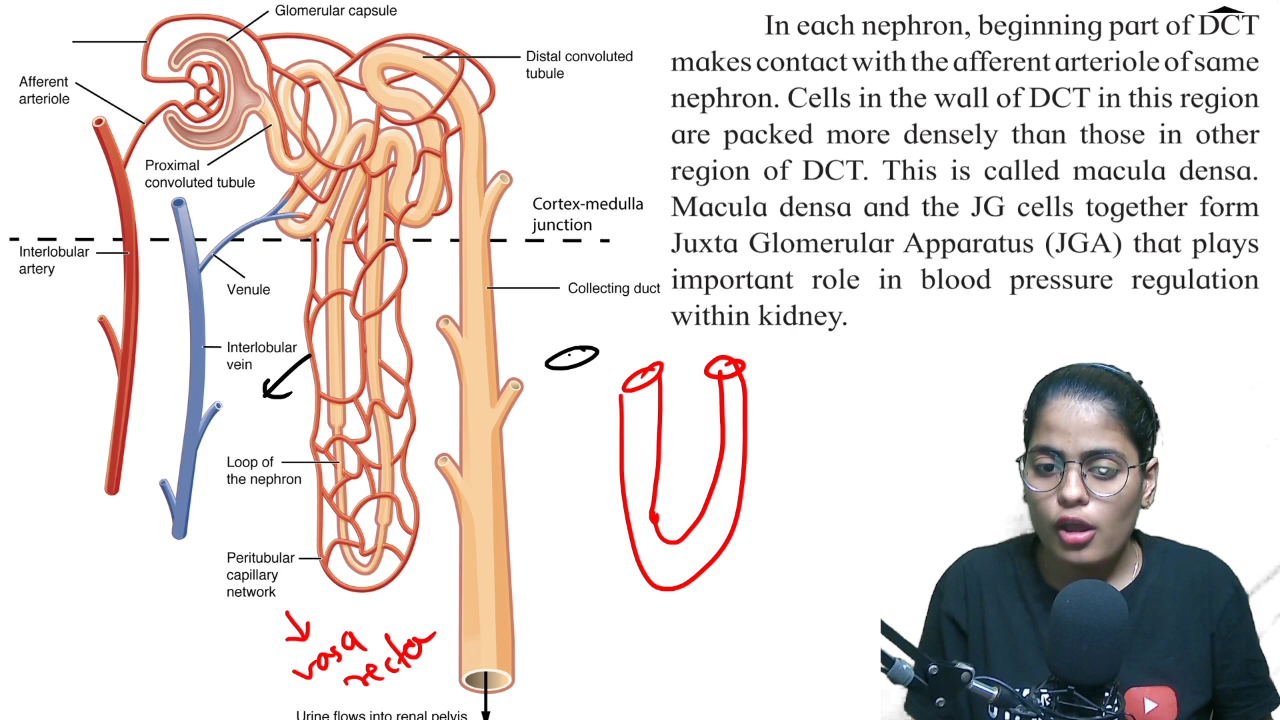 Glomerular capsule
Distal convoluted
tubule
Afferent
arteriole
Proximal
convoluted tubule
Cortex-medulla
junction
Interlobular
artery
Venule
Collecting duct
Interlobular
vein
Loop of
the nephron
Peritubular
capillary
network
vasa
recta
Urine flows into renal pelvis
In each nephron, beginning part of DCT
makes contact with the afferent arteriole of same
nephron. Cells in the wall of DCT in this region
are packed more densely than those in other
region of DCT. This is called macula densa.
Macula densa and the JG cells together form
Juxta Glomerular Apparatus (JGA) that plays
important role in blood pressure regulation
within kidney.